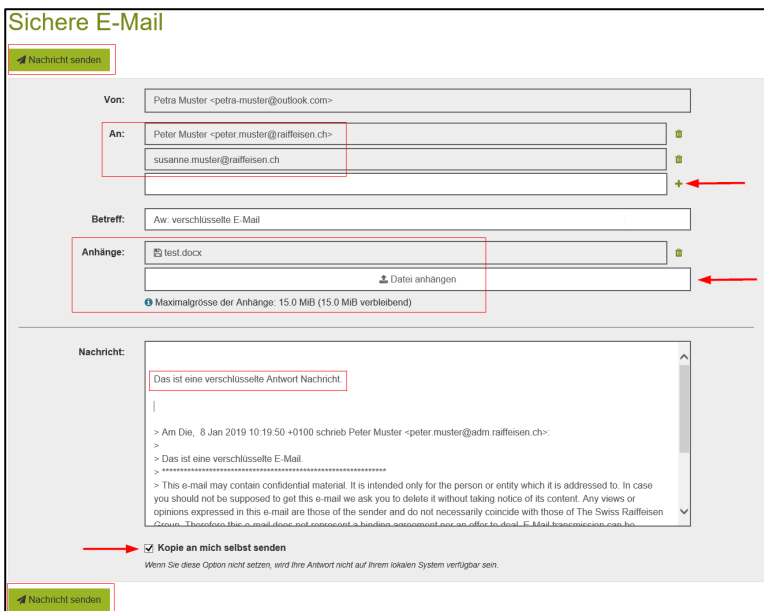 Sichere E-Mail
Nachricht senden
Von: Petra Muster <petra-muster@outlook.com>
An: Peter Muster <peter.muster@raiffeisen.ch>
susanne.muster@raiffeisen.ch
Betreff: Aw: verschlüsselte E-Mail
Anhänge: test.docx
Datei anhängen
Maximalgrösse der Anhänge: 15.0 MiB (15.0 MiB verbleibend)
Nachricht:
Das ist eine verschlüsselte Antwort Nachricht.
> Am Die, 8 Jan 2019 10:19:50 +0100 schrieb Peter Muster <peter.muster@adm.raiffeisen.ch>:
>
> Das ist eine verschlüsselte E-Mail.
> **************************************************************
> This e-mail may contain confidential material. It is intended only for the person or entity which it is addressed to. In case
you should not be supposed to get this e-mail we ask you to delete it without taking notice of its content. Any views or
opinions expressed in this e-mail are those of the sender and do not necessarily coincide with those of The Swiss Raiffeisen
Group. Therefore this e-mail does not represent a binding agreement nor an offer to deal. E-Mail transmission can be
Kopie an mich selbst senden
Wenn Sie diese Option nicht setzen, wird Ihre Antwort nicht auf Ihrem lokalen System verfügbar sein.
Nachricht senden